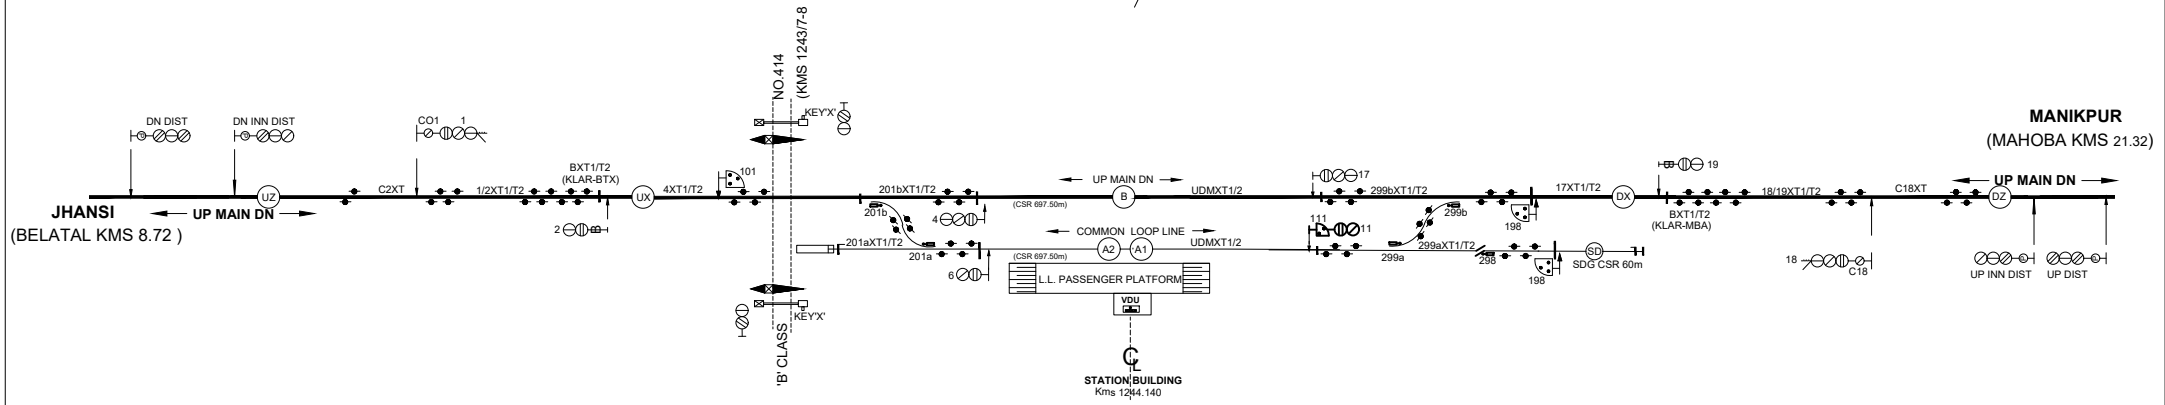 NO.414
(KMS 1243/7-8
KEY'X'
DN DIST
DN INN DIST
CO1
1
MANIKPUR
(MAHOBA KMS 21.32)
BXT1/T2
(KLAR-BTX)
101
UP MAIN DN
17
19
UZ
C2XT
1/2XT1/T2
UX
4XT1/T2
201bXT1/T2
B
UDMXT1/2
299bXT1/T2
17XT1/T2
DX
18/19XT1/T2
C18XT
UP MAIN DN
DZ
JHANSI
UP MAIN DN
(BELATAL KMS 8.72 )
2
B
201b
4
(CSR 697.50m)
111
11
299b
198
BXT1/T2
(KLAR-MBA)
COMMON LOOP LINE
201aXT1/T2
A2
A1
UDMXT1/2
299aXT1/T2
201a
(CSR 697.50m)
299a
298
SD
SDG CSR 60m
6
L.L. PASSENGER PLATFORM
198
18
C18
UP INN DIST
UP DIST
VDU
KEY'X'
'B' CLASS
CL
STATION BUILDING
Kms 1244.140